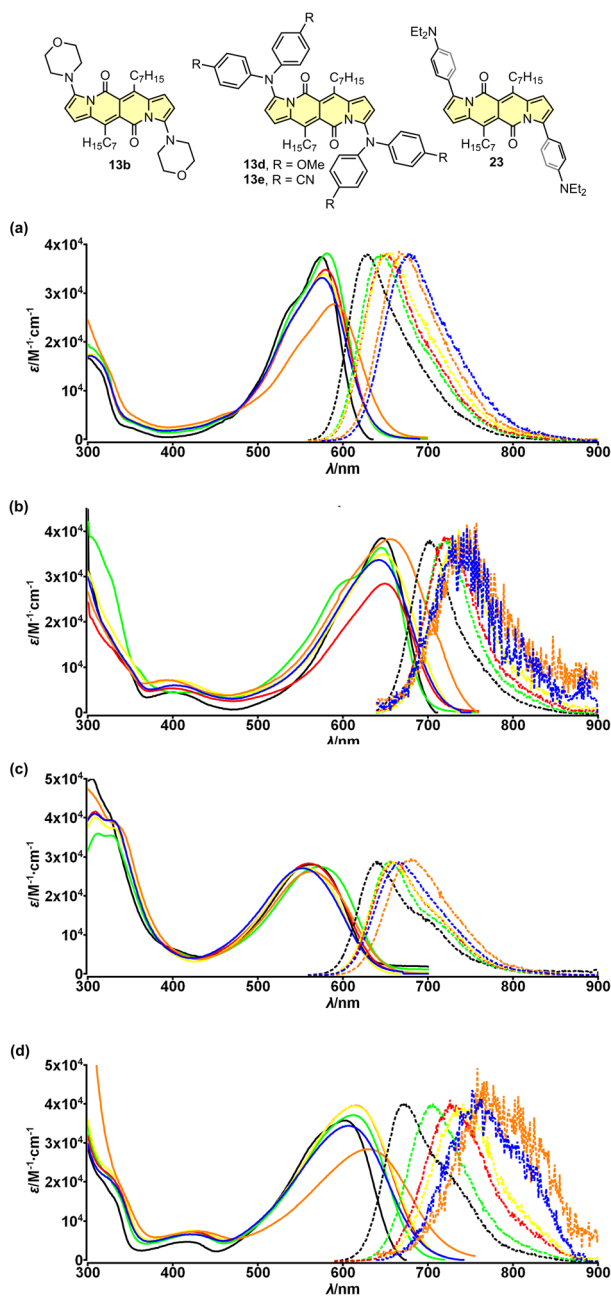 O
N
C7H15
O
N
N
O
H15C7
N
O
13b
R
R
N
O
C7H15
N
N
H15C7
O
N
R
R
13d, R = OMe
13e, R = CN
Et2N
O
C7H15
N
N
H15C7
O
NEt2
23
(a)
4x10⁴
3x10⁴
2x10⁴
10⁴
0
ε/M⁻¹·cm⁻¹
300 400 500 600 700 800 900
λ/nm
(b)
4x10⁴
3x10⁴
2x10⁴
10⁴
0
ε/M⁻¹·cm⁻¹
300 400 500 600 700 800 900
λ/nm
(c)
5x10⁴
4x10⁴
3x10⁴
2x10⁴
10⁴
0
ε/M⁻¹·cm⁻¹
300 400 500 600 700 800 900
λ/nm
(d)
5x10⁴
4x10⁴
3x10⁴
2x10⁴
10⁴
0
ε/M⁻¹·cm⁻¹
300 400 500 600 700 800 900
λ/nm